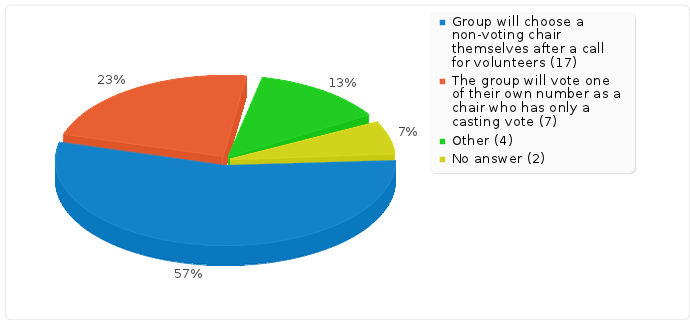 23%
13%
7%
57%
Group will choose a
non-voting chair
themselves after a call
for volunteers (17)
The group will vote one
of their own number as a
chair who has only a
casting vote (7)
Other (4)
No answer (2)